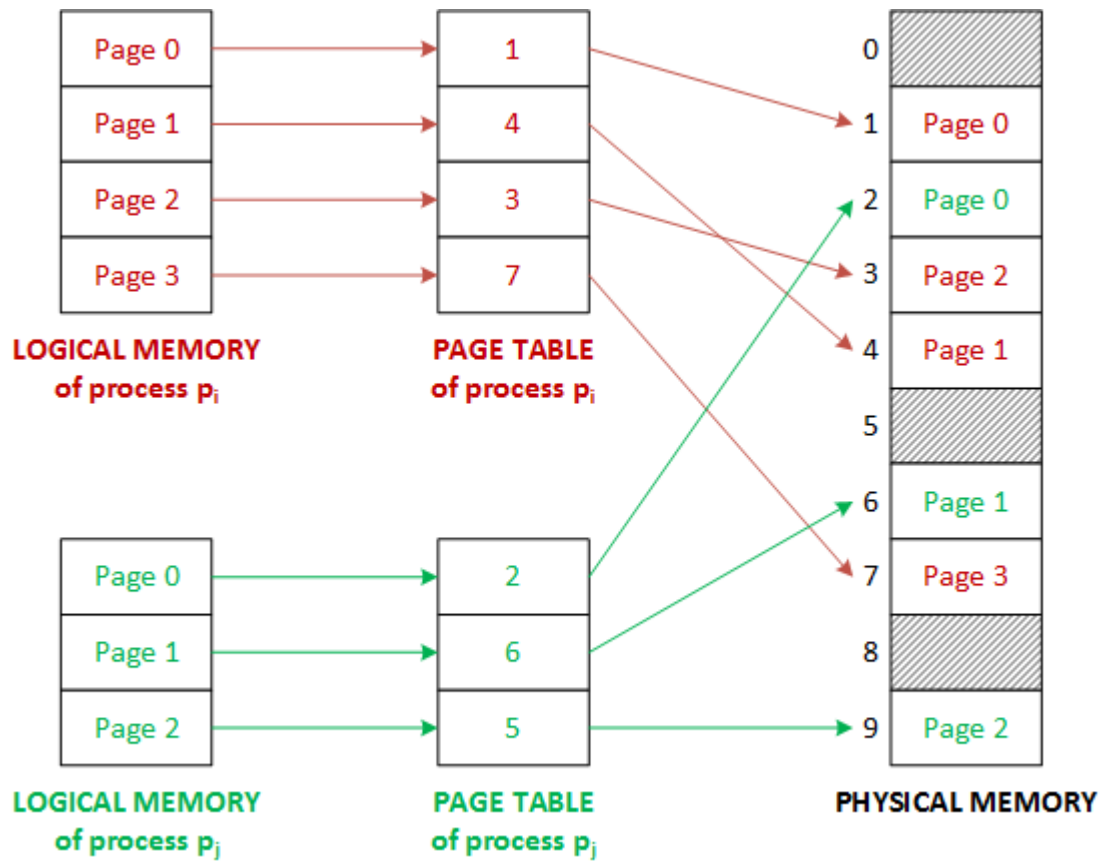 Page 0
Page 1
Page 2
Page 3
LOGICAL MEMORY
of process pi
1
4
3
7
PAGE TABLE
of process pi
Page 0
Page 1
Page 2
LOGICAL MEMORY
of process pj
2
6
5
PAGE TABLE
of process pj
0
1 Page 0
2 Page 0
3 Page 2
4 Page 1
5
6 Page 1
7 Page 3
8
9 Page 2
PHYSICAL MEMORY